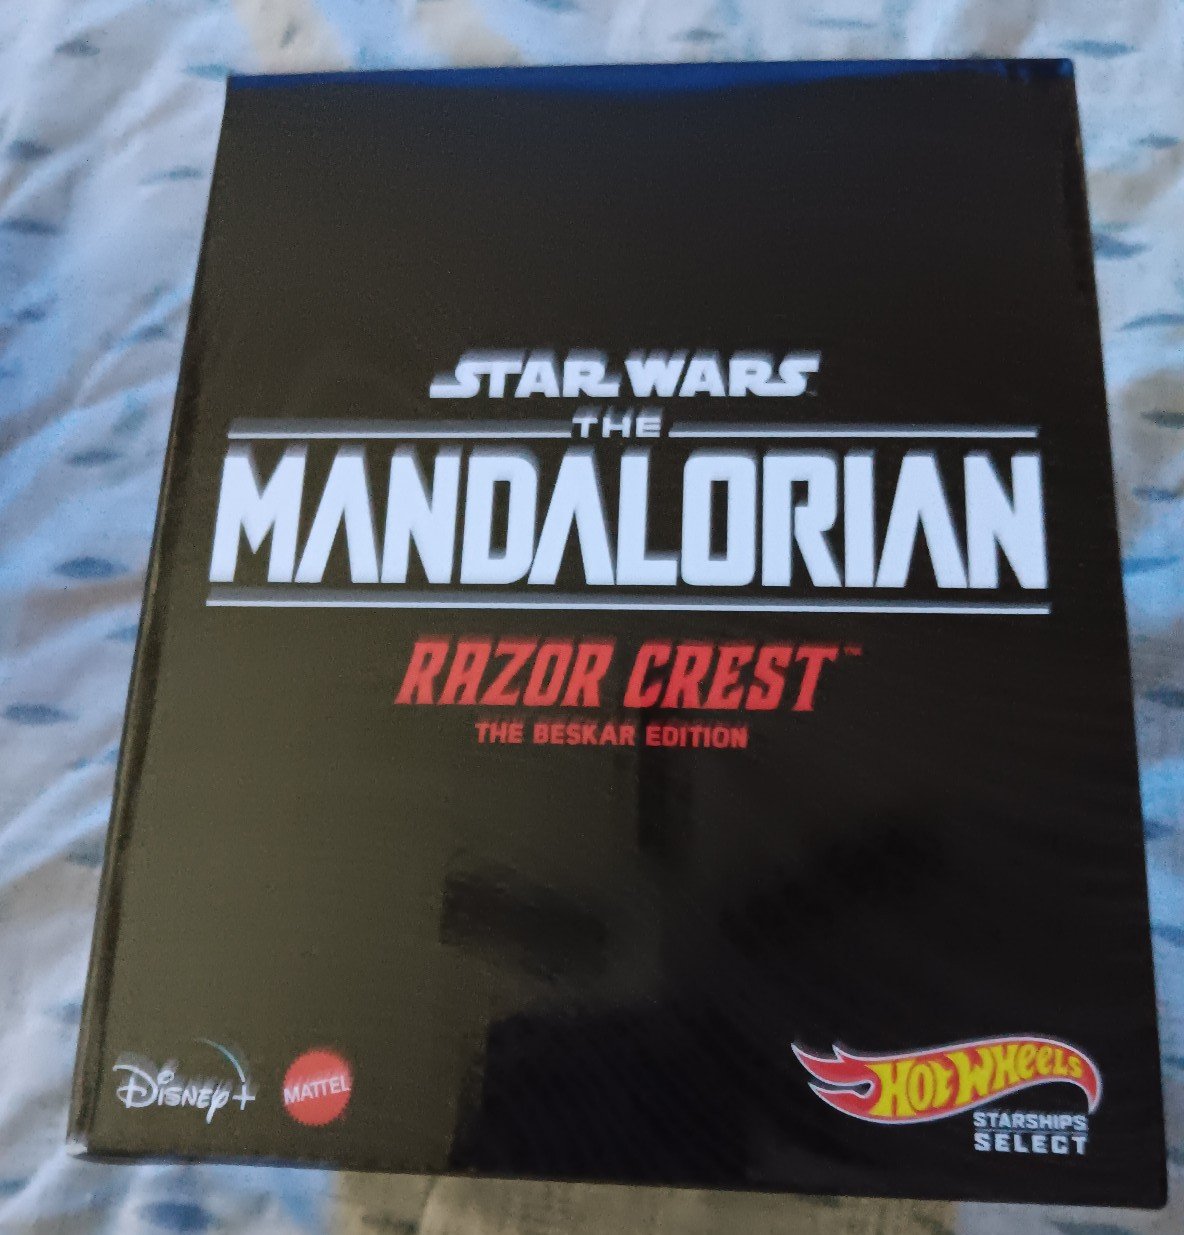 STAR WARS
THE
MANDALORIAN
RAZOR CREST™
THE BESKAR EDITION
Disney+
MATTEL
HOT WHEELS
STARSHIPS
SELECT